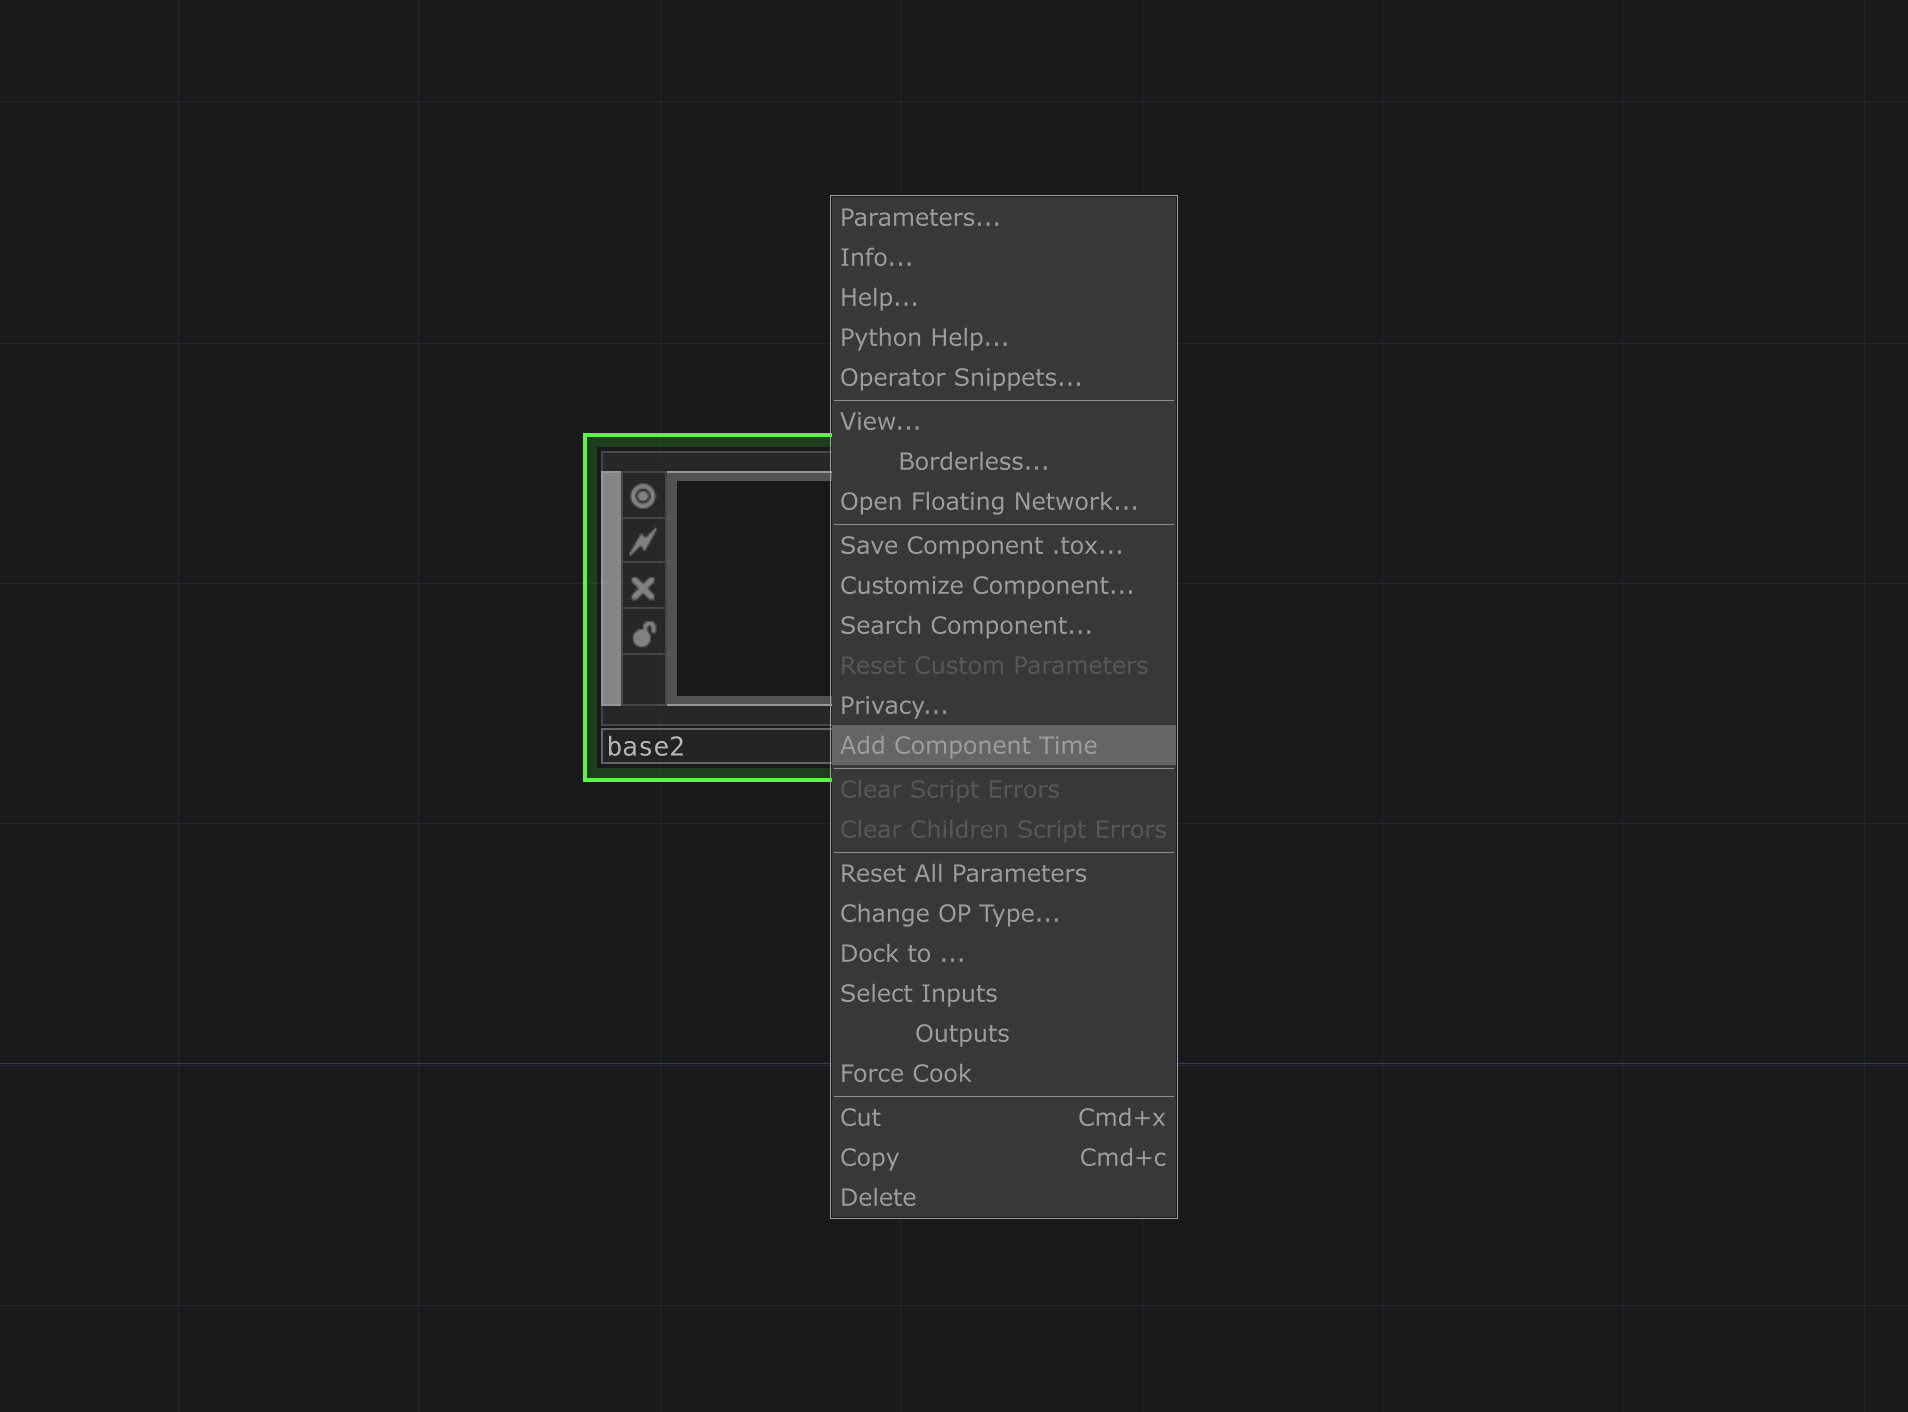 Parameters...
Info...
Help...
Python Help...
Operator Snippets...
View...
Borderless...
Open Floating Network...
Save Component .tox...
Customize Component...
Search Component...
Reset Custom Parameters
Privacy...
base2
Add Component Time
Clear Script Errors
Clear Children Script Errors
Reset All Parameters
Change OP Type...
Dock to ...
Select Inputs
Outputs
Force Cook
Cut Cmd+x
Copy Cmd+c
Delete